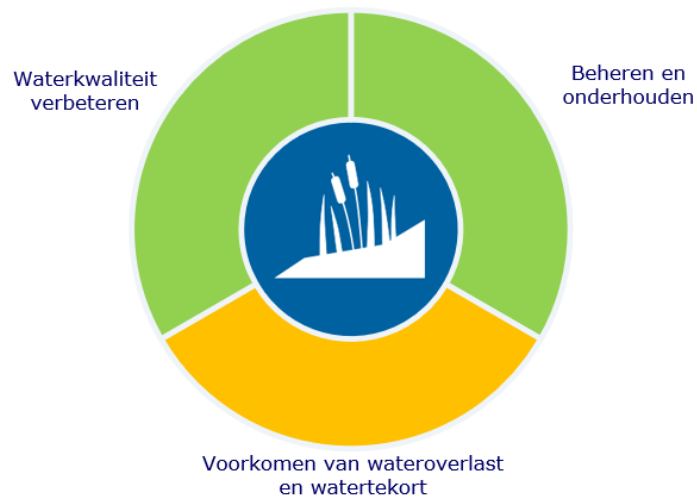 Waterkwaliteit
verbeteren
Beheren en
onderhouden
Voorkomen van wateroverlast
en watertekort